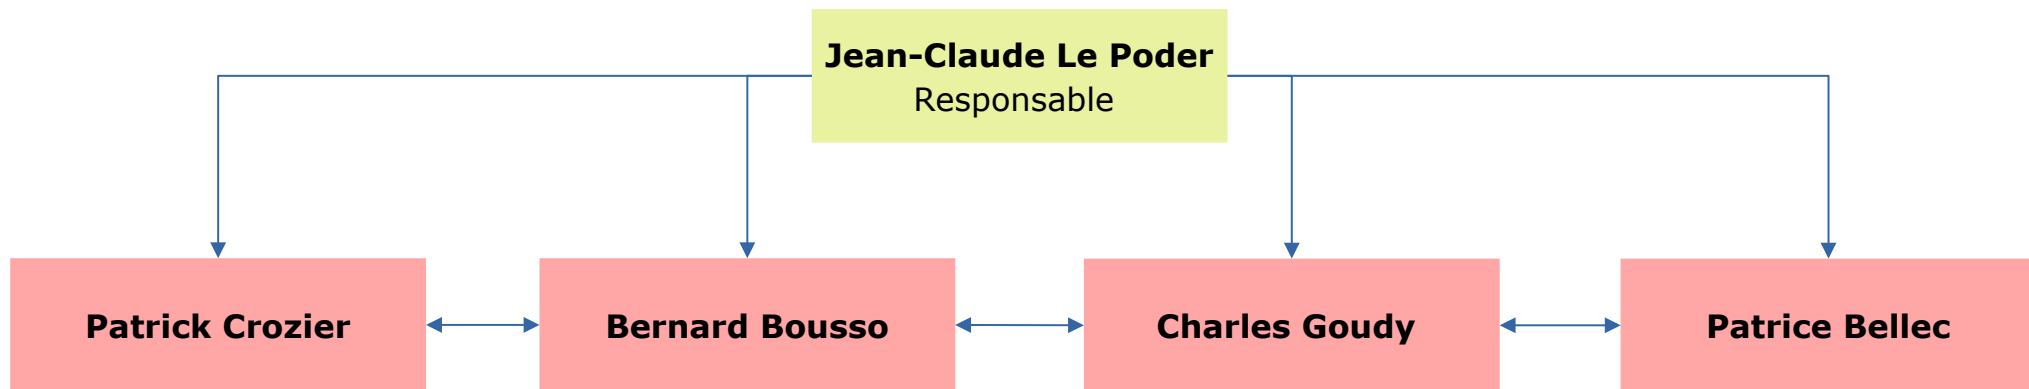 Jean-Claude Le Poder
Responsable
Patrick Crozier
Bernard Bousso
Charles Goudy
Patrice Bellec